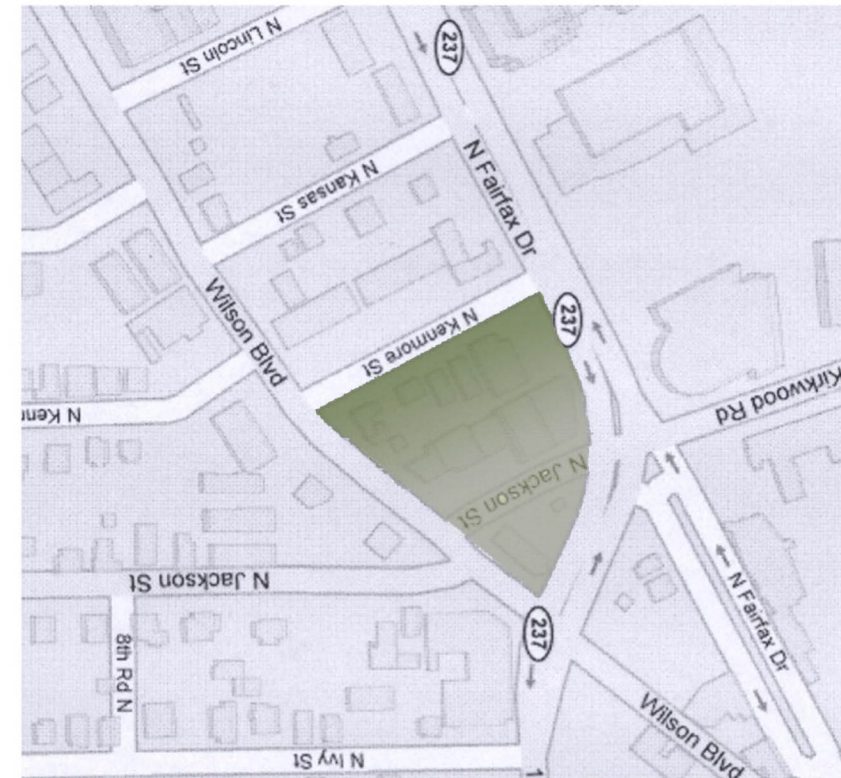 N Lincoln St
237
N Kansas St
N Fairfax Dr
Wilson Blvd
N Kenmore St
237
Kirkwood Rd
N Kenn
N Jackson St
N Jackson St
237
8th Rd N
N Fairfax Dr
Wilson Blvd
N Ivy St
1